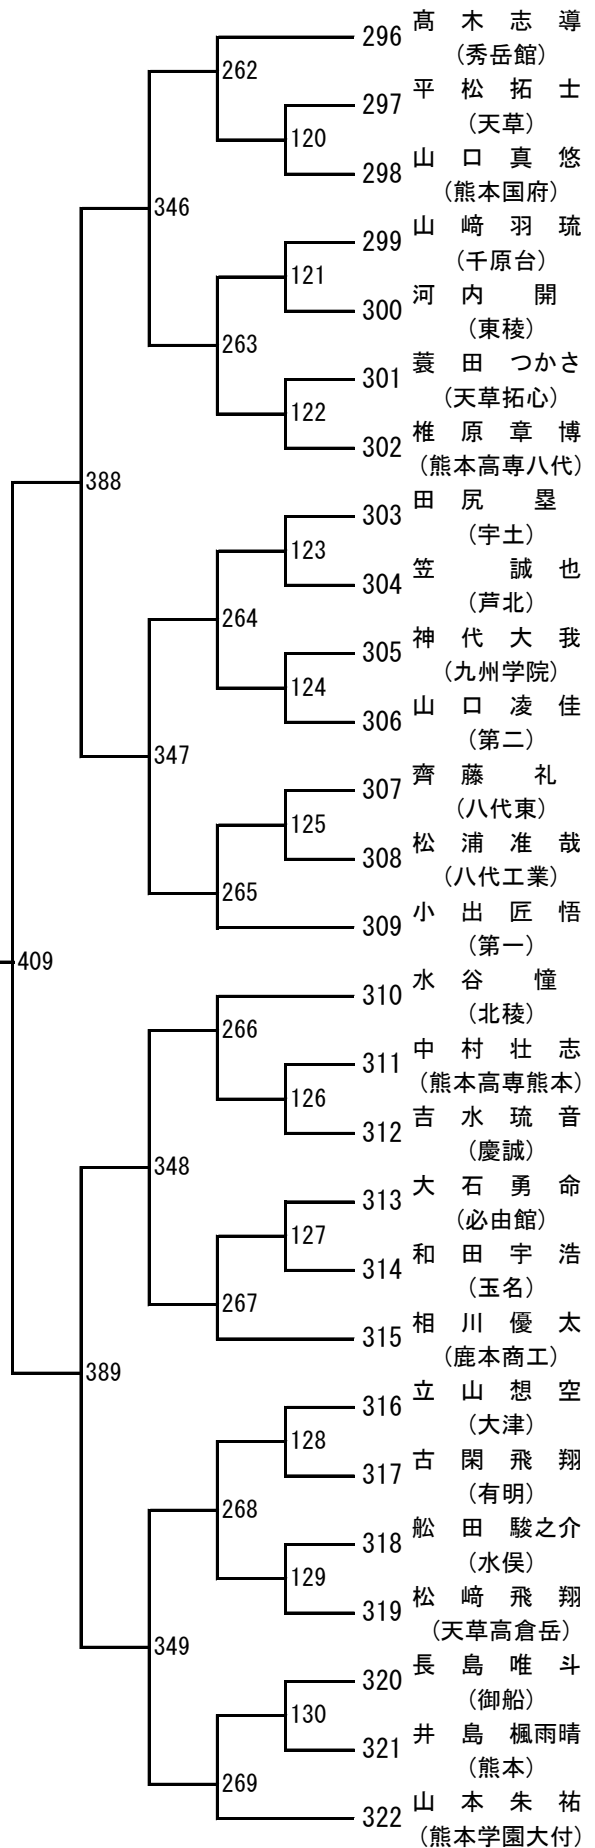 296 髙木志導
(秀岳館)
262
297 平松拓士
(天草)
120
298 山口真悠
(熊本国府)
346
299 山﨑羽琉
(千原台)
121
300 河内開
(東稜)
263
301 蓑田つかさ
(天草拓心)
122
302 椎原章博
(熊本高専八代)
388
303 田尻塁
(宇土)
123
304 笠誠也
(芦北)
264
305 神代大我
(九州学院)
124
306 山口凌佳
(第二)
347
307 齊藤礼
(八代東)
125
308 松浦准哉
(八代工業)
265
309 小出匠悟
(第一)
409
310 水谷憧
(北稜)
266
311 中村壮志
(熊本高専熊本)
126
312 吉水琉音
(慶誠)
348
313 大石勇命
(必由館)
127
314 和田宇浩
(玉名)
267
315 相川優太
(鹿本商工)
389
316 立山想空
(大津)
128
317 古閑飛翔
(有明)
268
318 舩田駿之介
(水俣)
129
319 松﨑飛翔
(天草高倉岳)
349
320 長島唯斗
(御船)
130
321 井島楓雨晴
(熊本)
269
322 山本朱祐
(熊本学園大付)